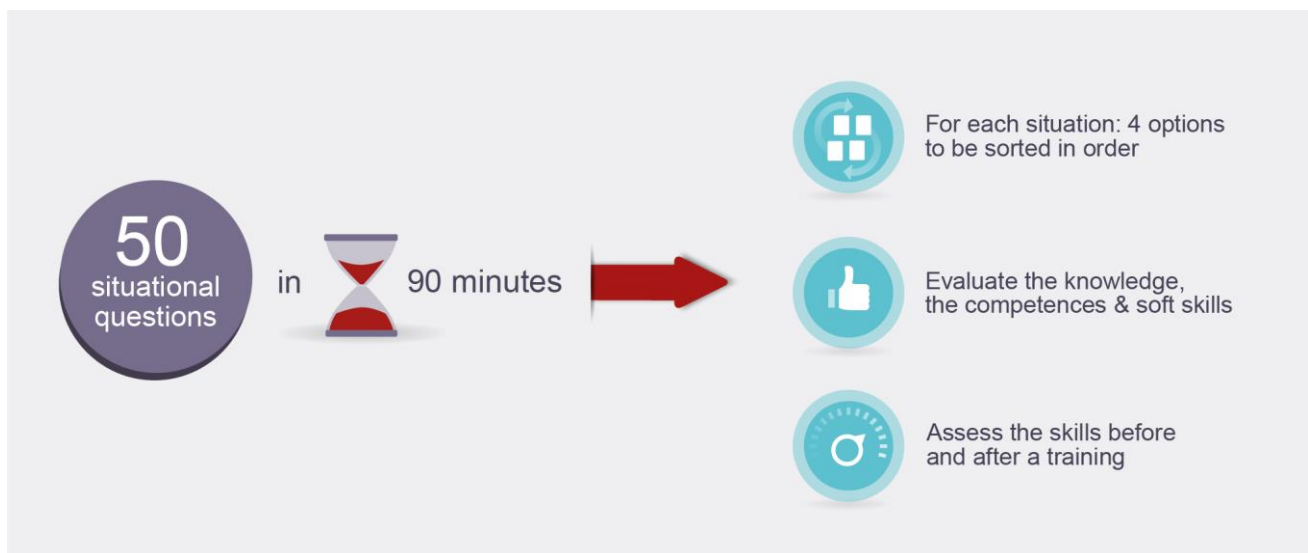 50
situational
questions
in
90 minutes
For each situation: 4 options
to be sorted in order
Evaluate the knowledge,
the competences & soft skills
Assess the skills before
and after a training